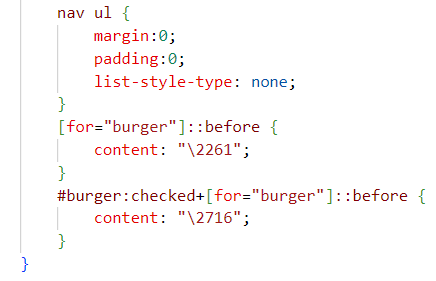 nav ul {
margin:0;
padding:0;
list-style-type: none;
}
[for="burger"]::before {
content: "\2261";
}
#burger:checked+[for="burger"]::before {
content: "\2716";
}
}